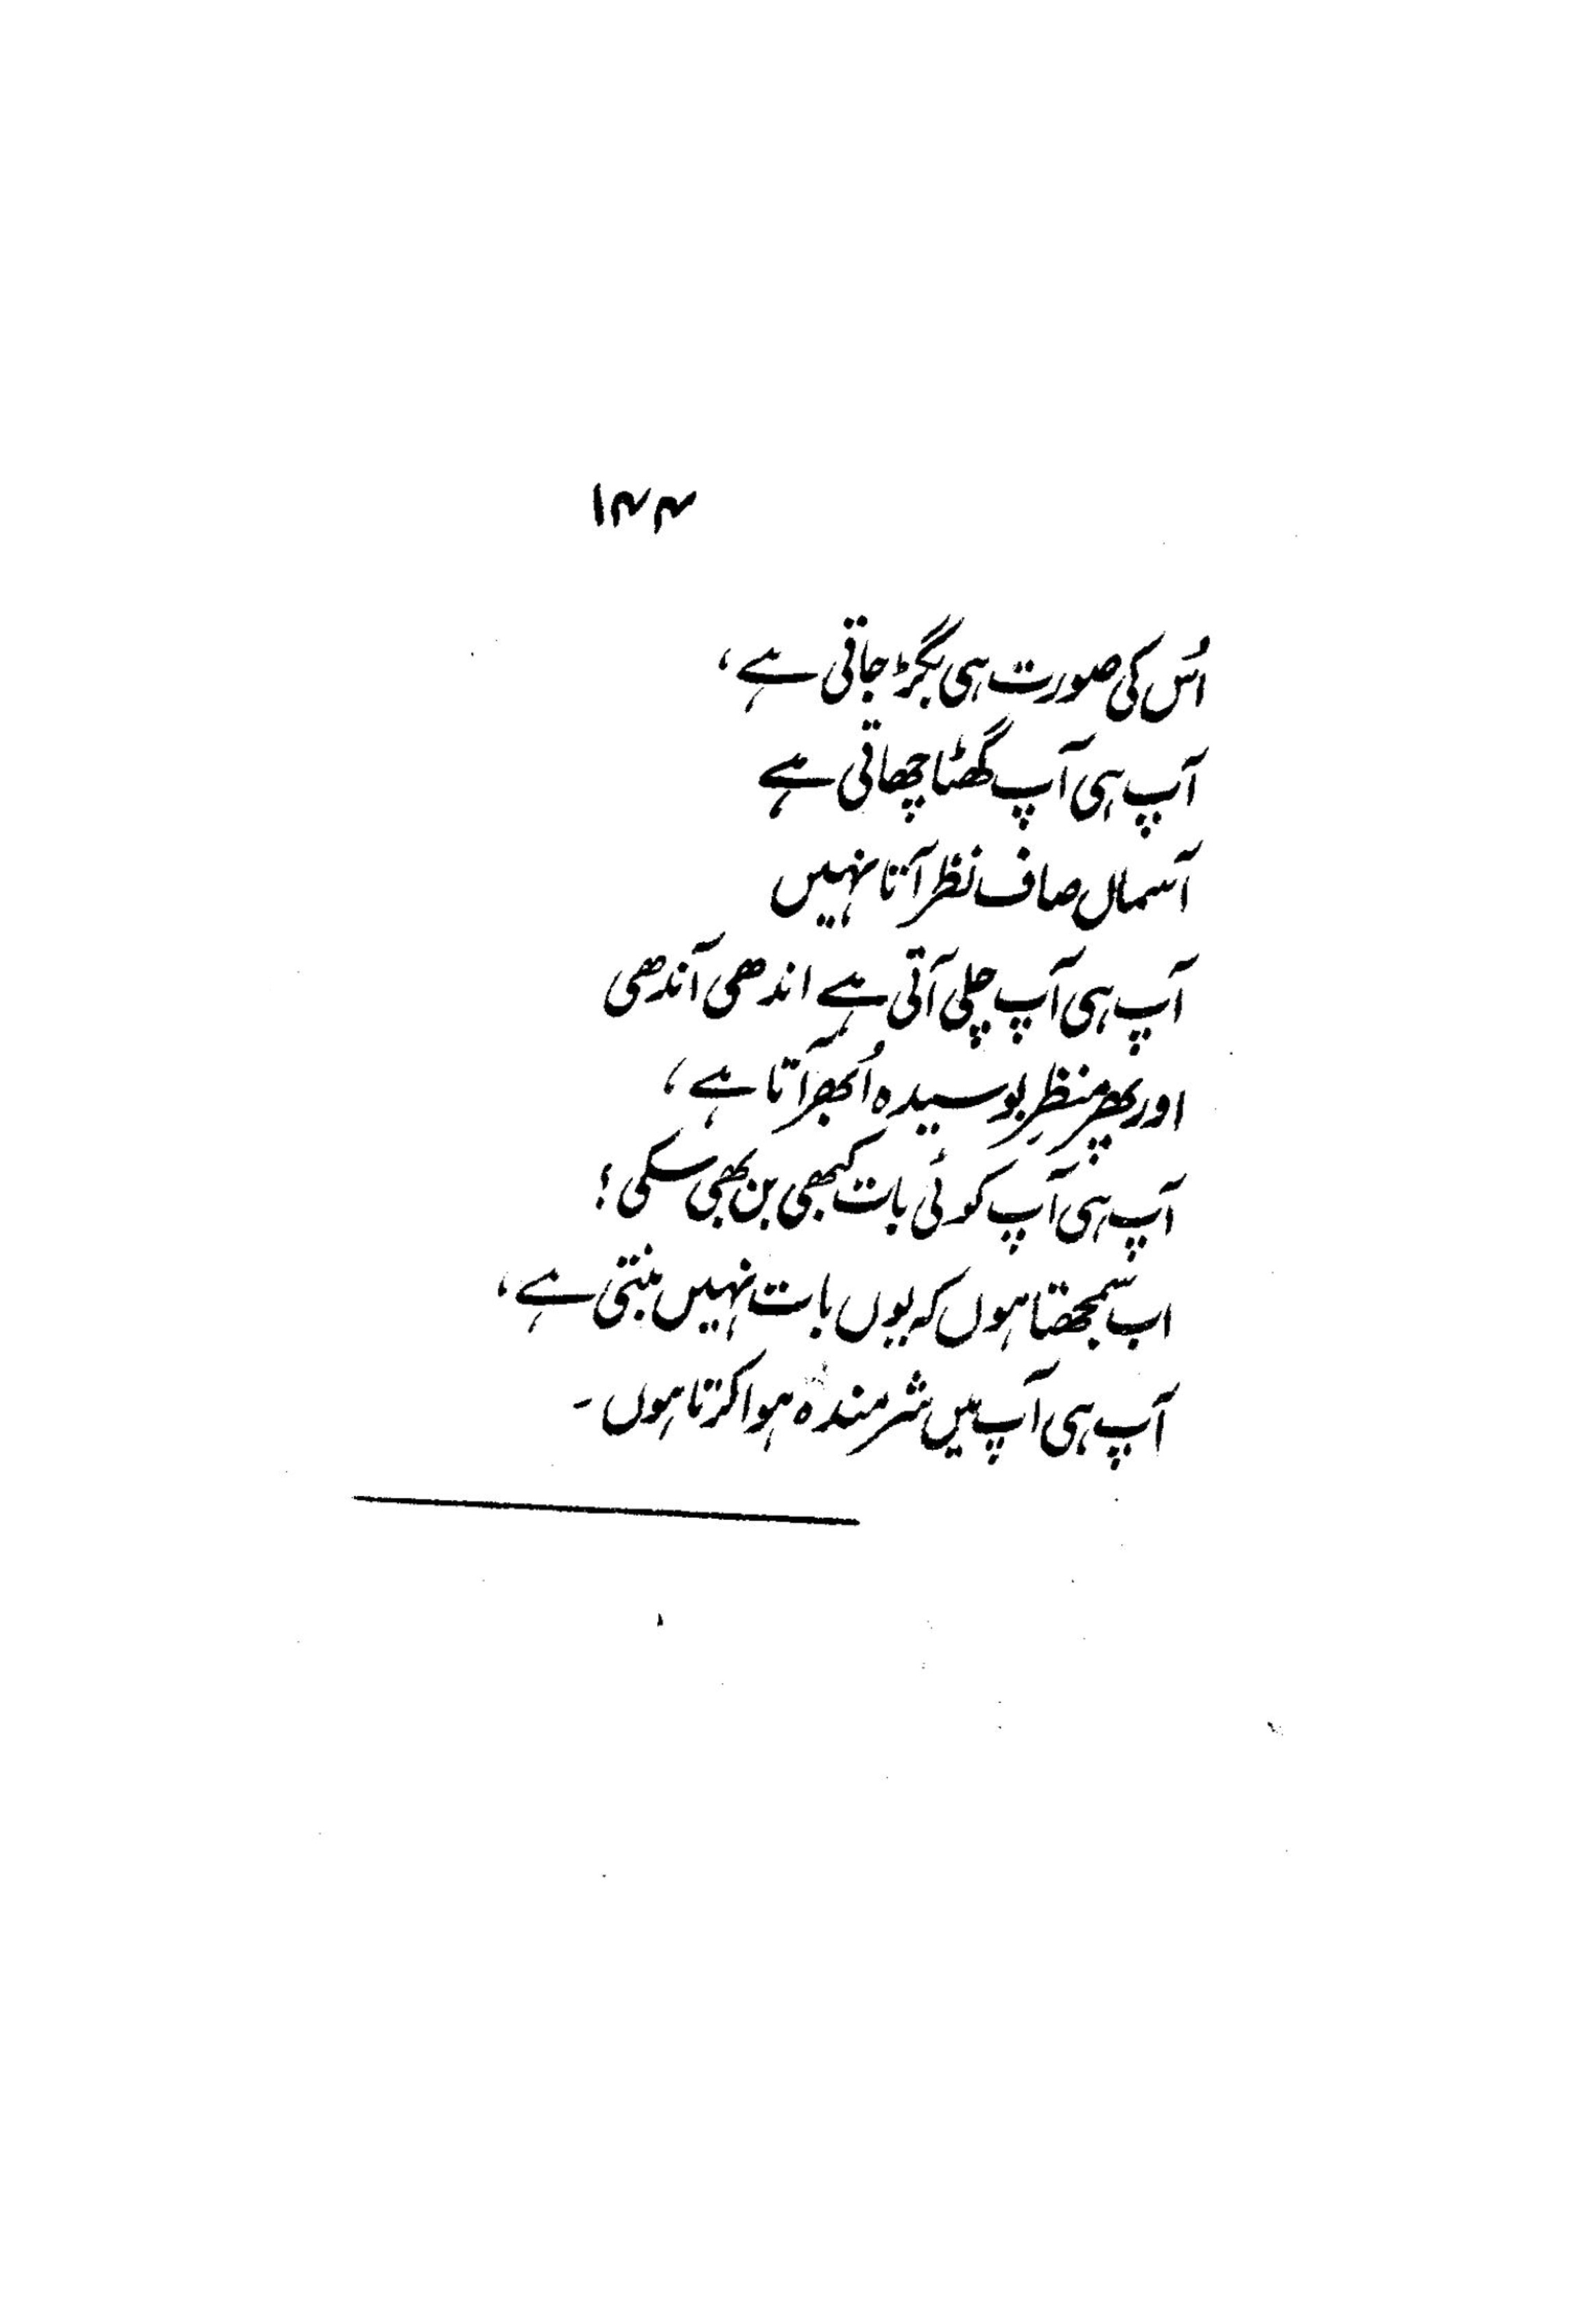 ۱۴۴
اُس کی صورت ہی بگڑ جاتی ہے،
آپ ہی آپ گھٹا چھاتی ہے
آسماں صاف نظر آتا نہیں
آپ ہی آپ چلی آتی ہے اندھی آندھی
اور پھر منظرِ بوسیدہ اُبھر آتا ہے،
آپ ہی آپ کوئی بات کبھی بن بھی سکی؟
اب سمجھتا ہوں کہ یوں بات نہیں بنتی ہے،
آپ ہی آپ میں شرمندہ ہوا کرتا ہوں۔